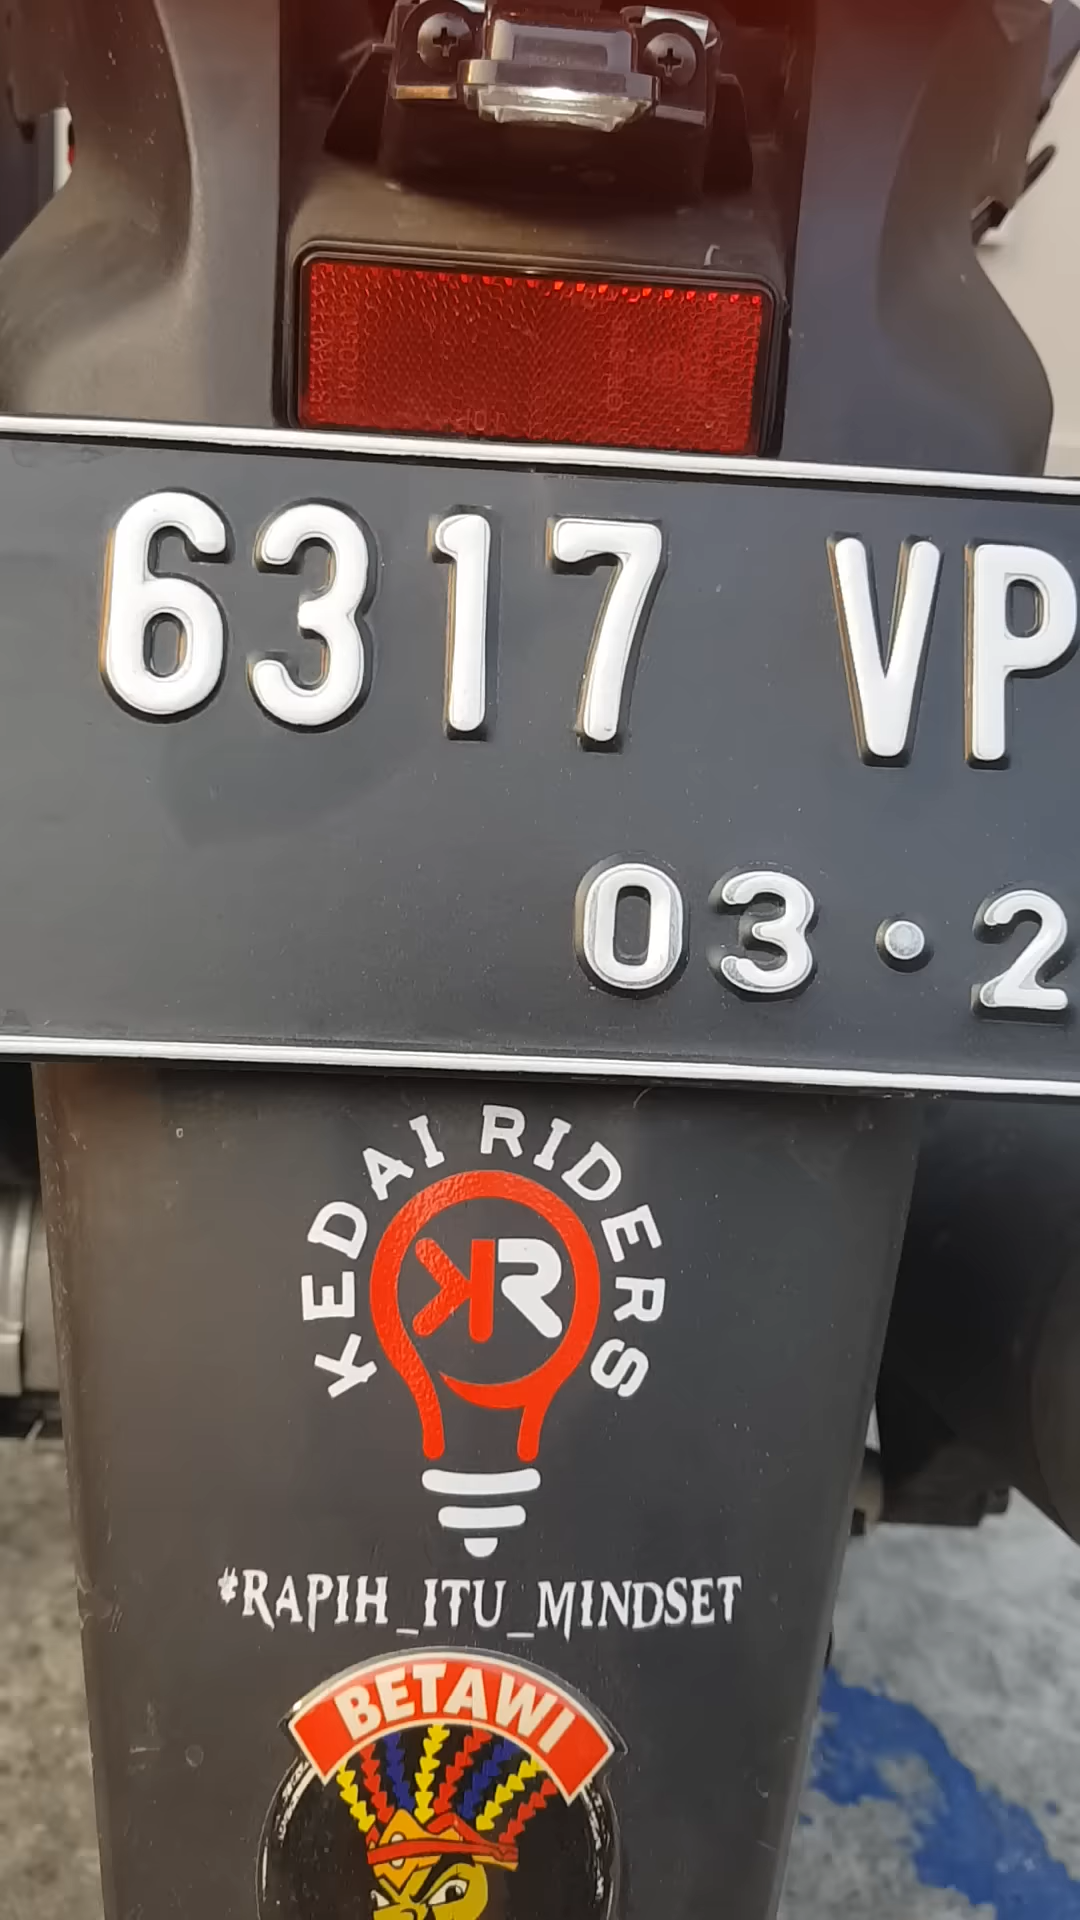 6317 VP
03·2
KEDAI RIDERS
KR
#RAPIH_ITU_MINDSET
BETAWI